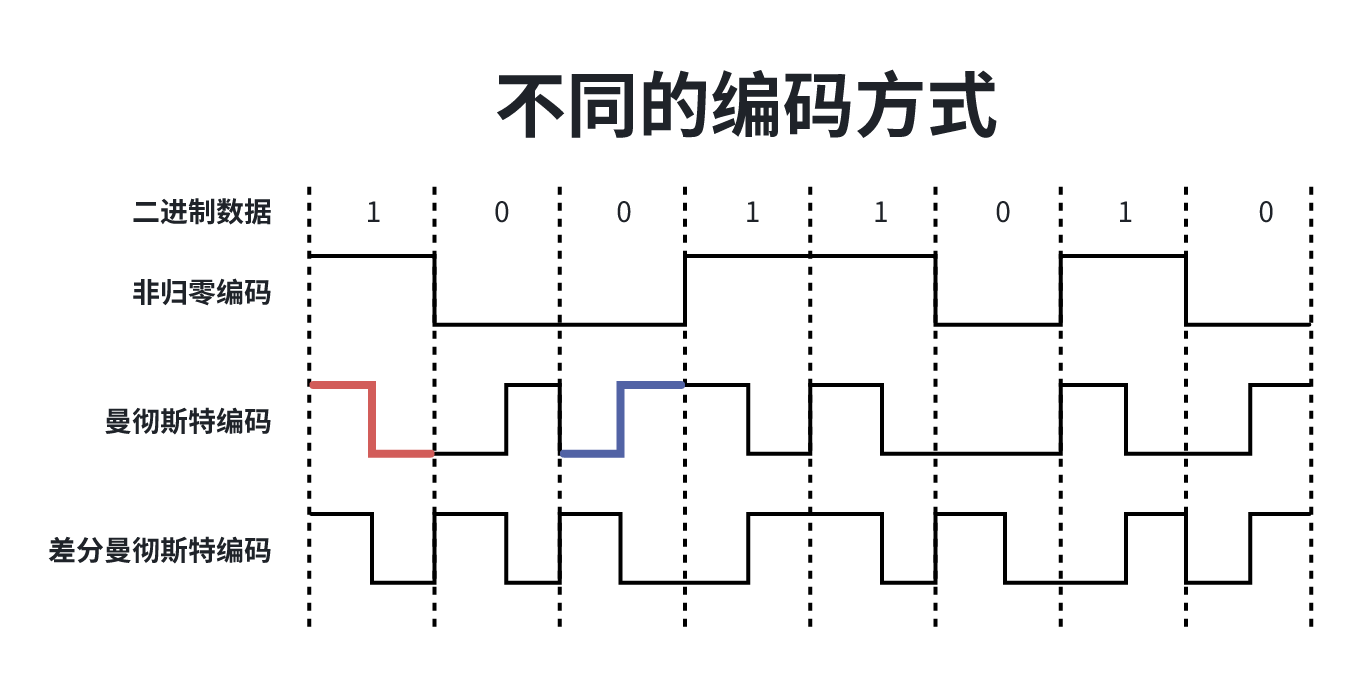 不同的编码方式
二进制数据 1 0 0 1 1 0 1 0
非归零编码
曼彻斯特编码
差分曼彻斯特编码